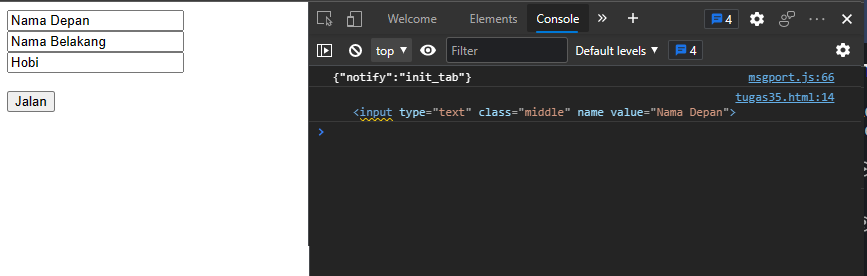 Nama Depan
Nama Belakang
Hobi
Jalan
Welcome Elements Console 4
top Filter Default levels 4
{"notify":"init_tab"} msgport.js:66
tugas35.html:14
<input type="text" class="middle" name value="Nama Depan">